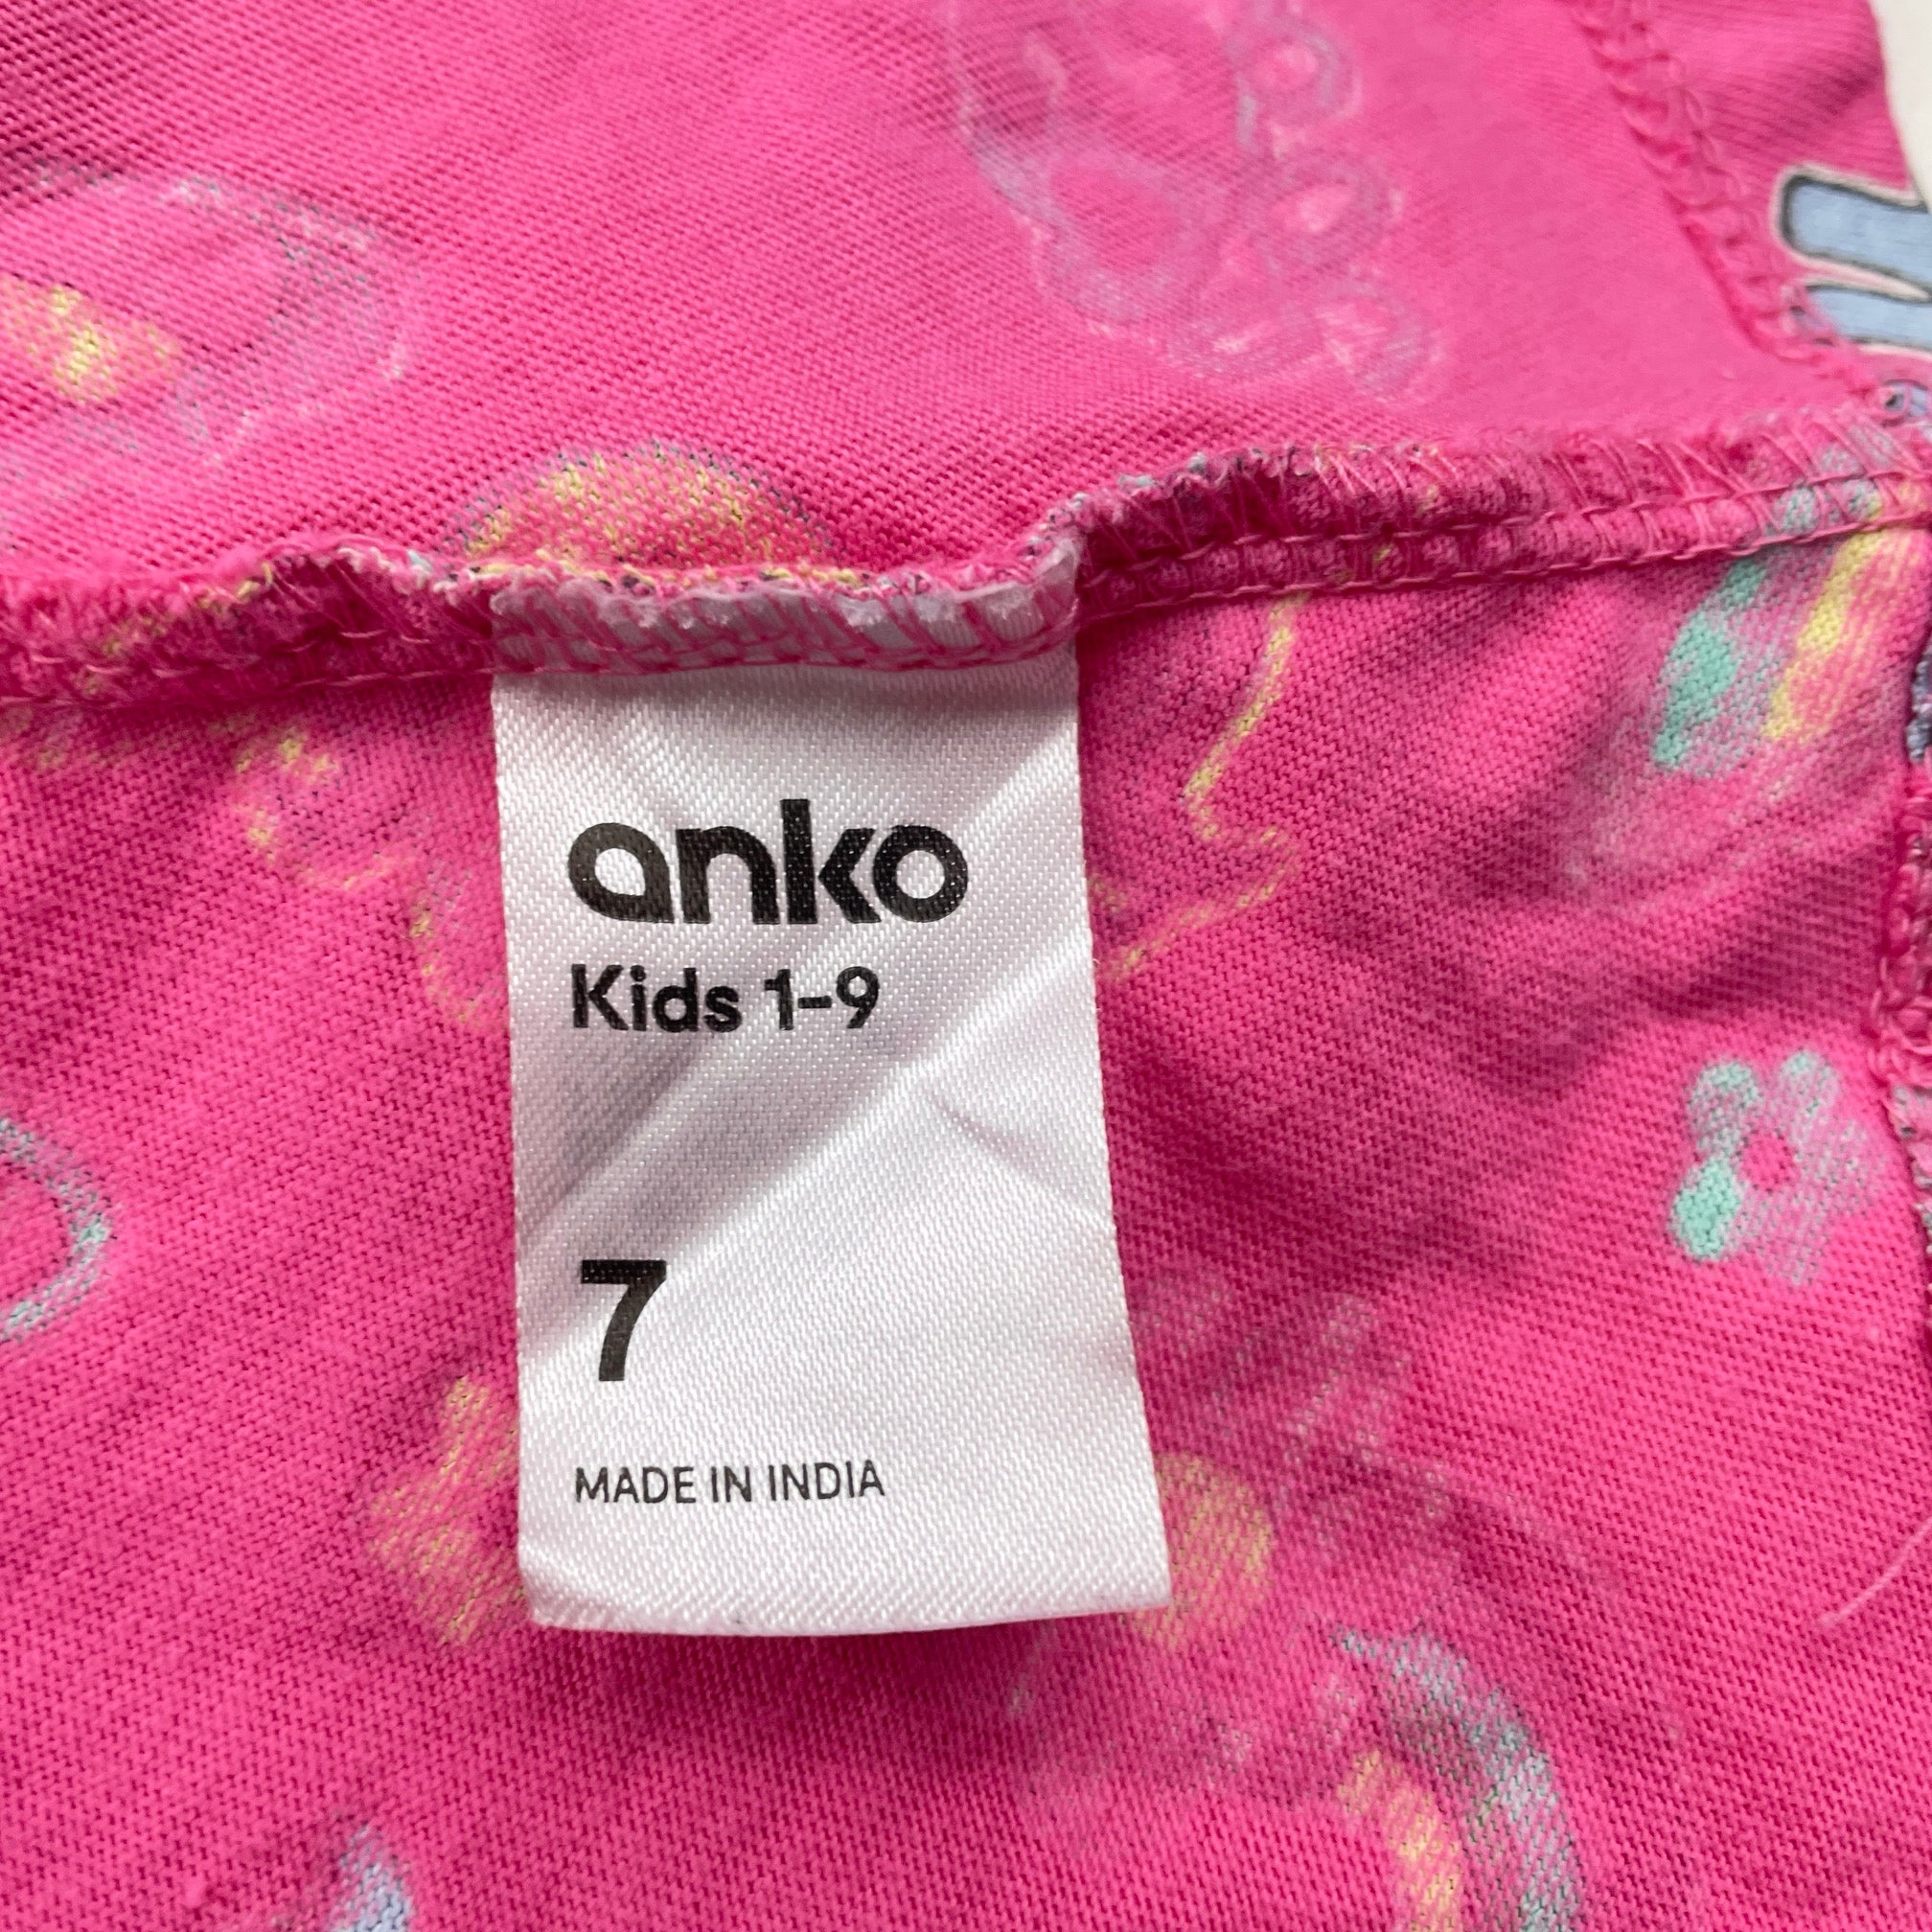 anko
Kids 1–9
7
MADE IN INDIA